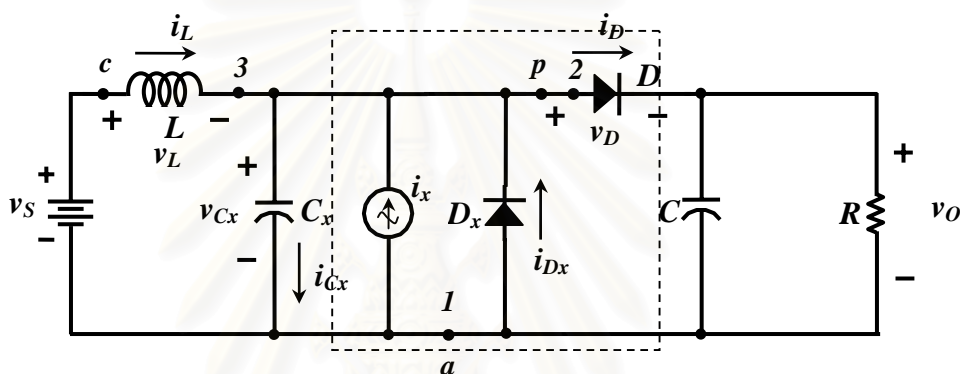 i_L
i_D
c
3
p
2
D
+
−
+
−
L
v_L
v_D
+
v_S
−
+
v_Cx
C_x
−
i_Cx
i_x
D_x
i_Dx
C
R
+
v_O
−
1
a